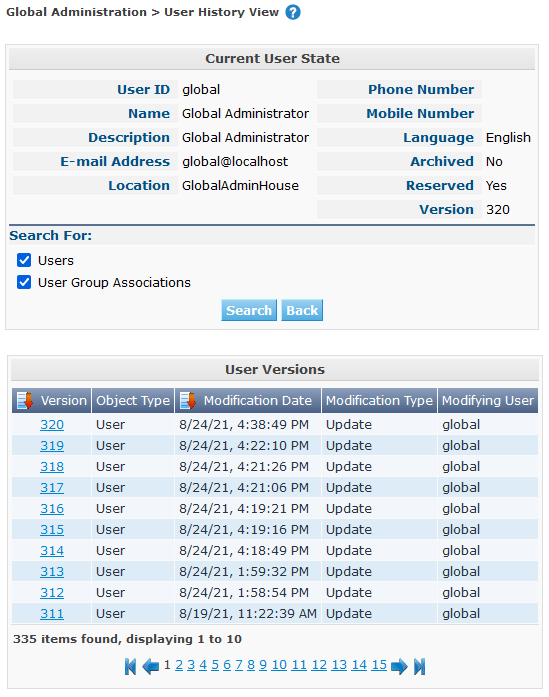 Global Administration > User History View ?
Current User State
User ID global Phone Number
Name Global Administrator Mobile Number
Description Global Administrator Language English
E-mail Address global@localhost Archived No
Location GlobalAdminHouse Reserved Yes
Version 320
Search For:
Users
User Group Associations
Search Back
User Versions
Version Object Type Modification Date Modification Type Modifying User
320 User 8/24/21, 4:38:49 PM Update global
319 User 8/24/21, 4:22:10 PM Update global
318 User 8/24/21, 4:21:26 PM Update global
317 User 8/24/21, 4:21:06 PM Update global
316 User 8/24/21, 4:19:21 PM Update global
315 User 8/24/21, 4:19:16 PM Update global
314 User 8/24/21, 4:18:49 PM Update global
313 User 8/24/21, 1:59:32 PM Update global
312 User 8/24/21, 1:58:54 PM Update global
311 User 8/19/21, 11:22:39 AM Update global
335 items found, displaying 1 to 10
1 2 3 4 5 6 7 8 9 10 11 12 13 14 15